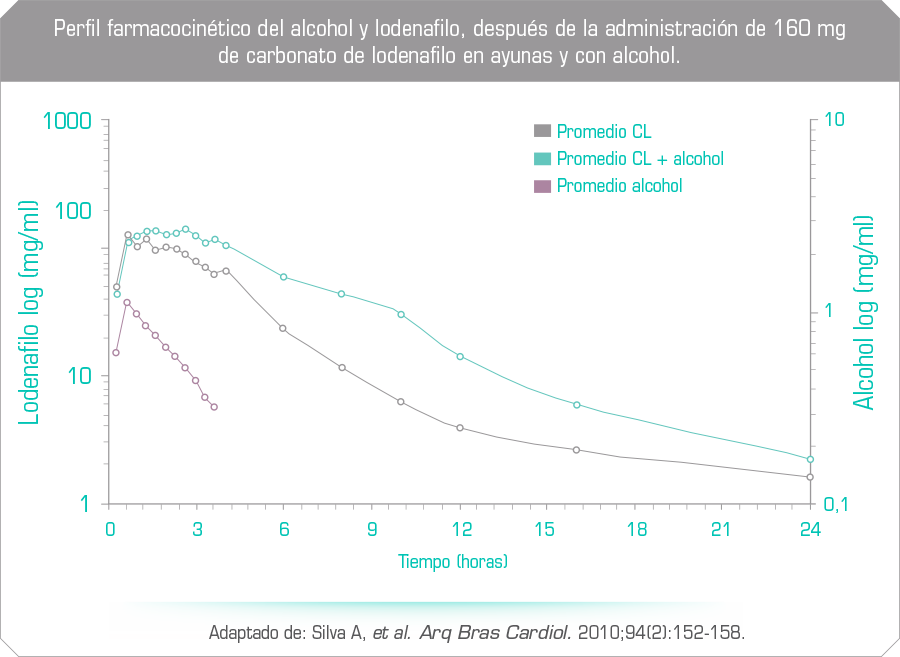 Perfil farmacocinético del alcohol y lodenafilo, después de la administración de 160 mg
de carbonato de lodenafilo en ayunas y con alcohol.
1000
100
10
1
Lodenafilo log (mg/ml)
Promedio CL
Promedio CL + alcohol
Promedio alcohol
10
1
0,1
Alcohol log (mg/ml)
0 3 6 9 12 15 18 21 24
Tiempo (horas)
Adaptado de: Silva A, et al. Arq Bras Cardiol. 2010;94(2):152-158.